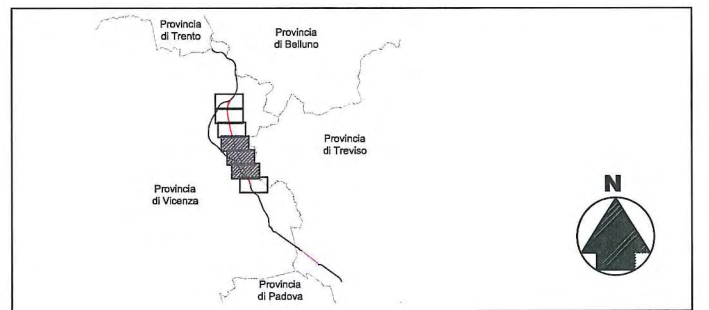 Provincia
di Trento
Provincia
di Belluno
Provincia
di Treviso
Provincia
di Vicenza
N
Provincia
di Padova